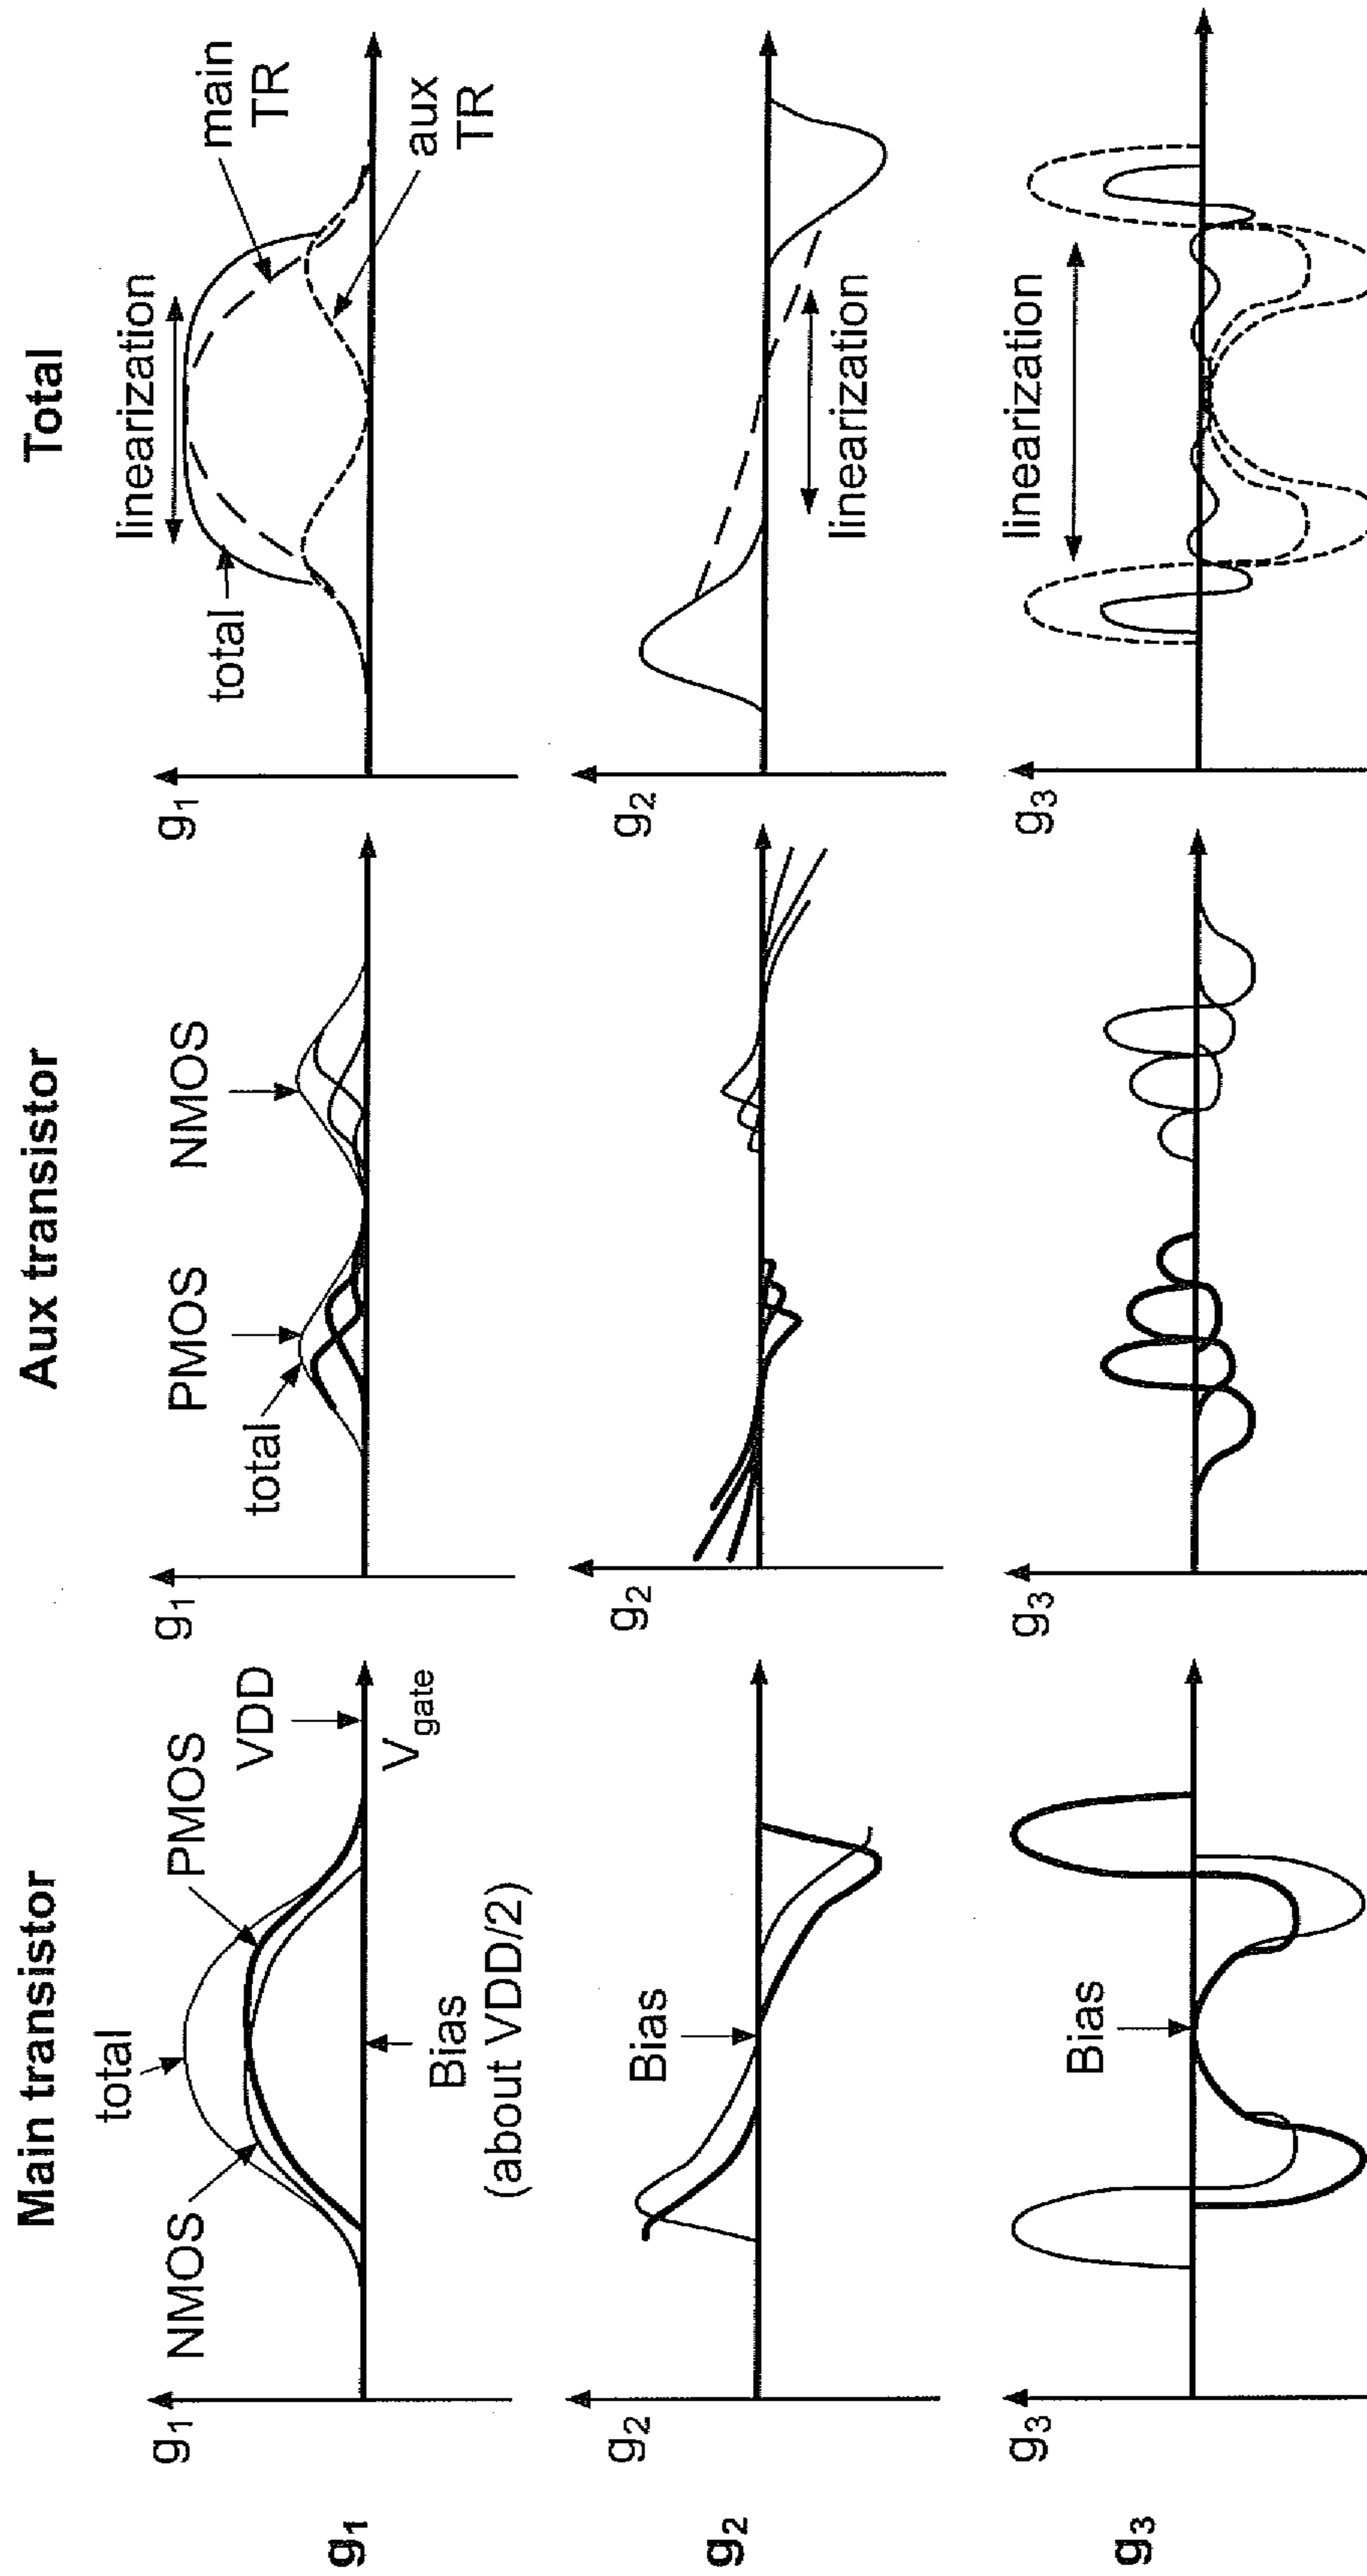 Main transistor
Aux transistor
Total
g1
g1
total
NMOS
PMOS
VDD
Vgate
Bias
(about VDD/2)
g1
PMOS
NMOS
total
g1
linearization
total
main
TR
aux
TR
g2
g2
Bias
g2
g2
linearization
g3
g3
Bias
g3
g3
linearization